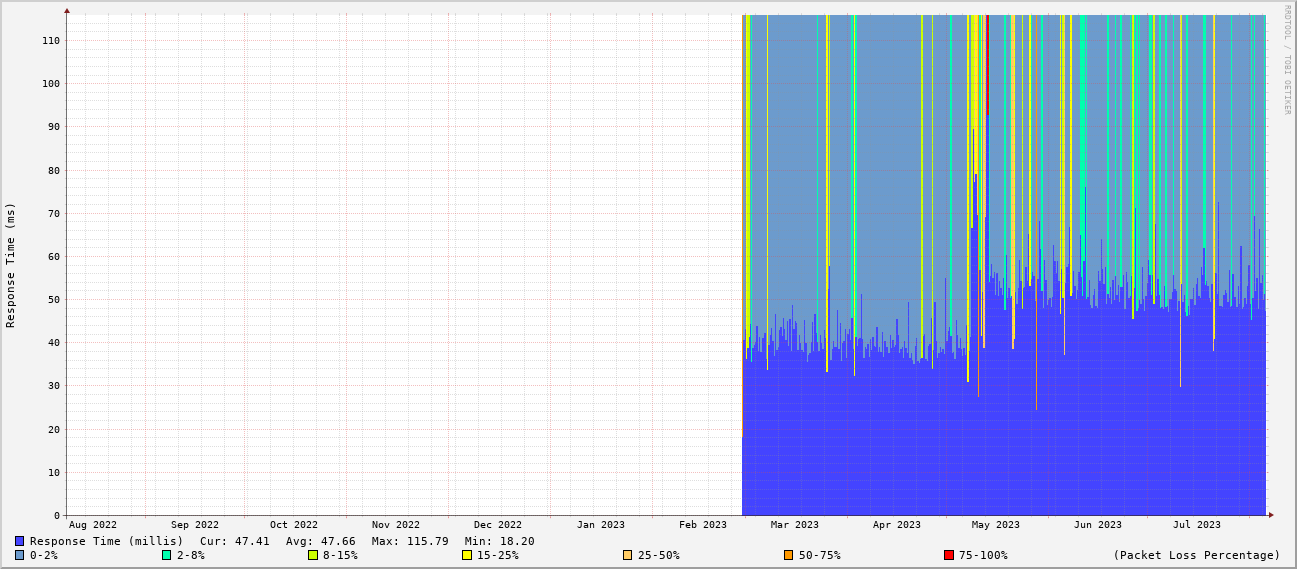 RRDTOOL / TOBI OETIKER
Response Time (ms)
110
100
90
80
70
60
50
40
30
20
10
0
Aug 2022 Sep 2022 Oct 2022 Nov 2022 Dec 2022 Jan 2023 Feb 2023 Mar 2023 Apr 2023 May 2023 Jun 2023 Jul 2023
Response Time (millis) Cur: 47.41 Avg: 47.66 Max: 115.79 Min: 18.20
0-2% 2-8% 8-15% 15-25% 25-50% 50-75% 75-100% (Packet Loss Percentage)